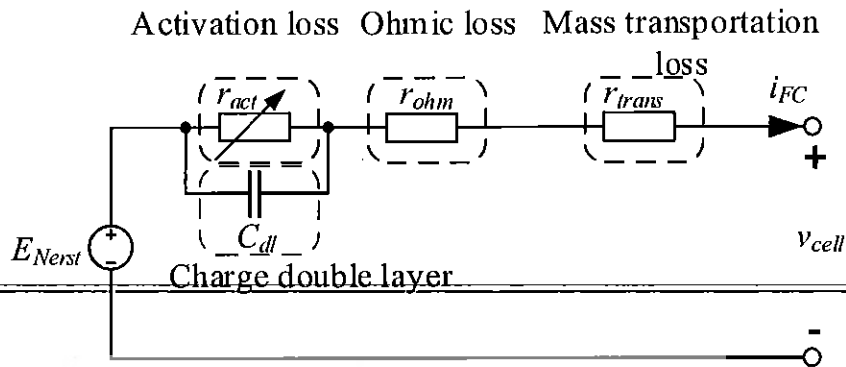 Activation loss Ohmic loss Mass transportation
loss
r_act r_ohm r_trans i_FC
+
C_dl
E_Nerst + - v_cell
Charge double layer
-